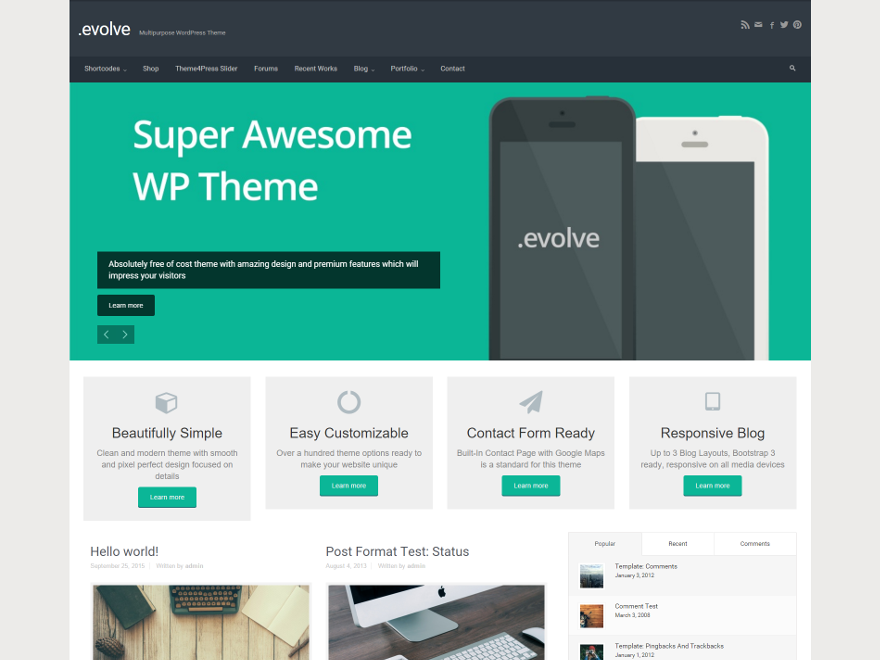 .evolve
Multipurpose WordPress Theme
Shortcodes Shop Theme4Press Slider Forums Recent Works Blog Portfolio Contact
Super Awesome
WP Theme
Absolutely free of cost theme with amazing design and premium features which will
impress your visitors
Learn more
.evolve
Beautifully Simple
Clean and modern theme with smooth
and pixel perfect design focused on
details
Learn more
Easy Customizable
Over a hundred theme options ready to
make your website unique
Learn more
Contact Form Ready
Built-In Contact Page with Google Maps
is a standard for this theme
Learn more
Responsive Blog
Up to 3 Blog Layouts, Bootstrap 3
ready, responsive on all media devices
Learn more
Hello world!
September 25, 2015 | Written by admin
Post Format Test: Status
August 4, 2013 | Written by admin
Popular Recent Comments
Template: Comments
January 3, 2012
Comment Test
March 3, 2008
Template: Pingbacks And Trackbacks
January 1, 2012